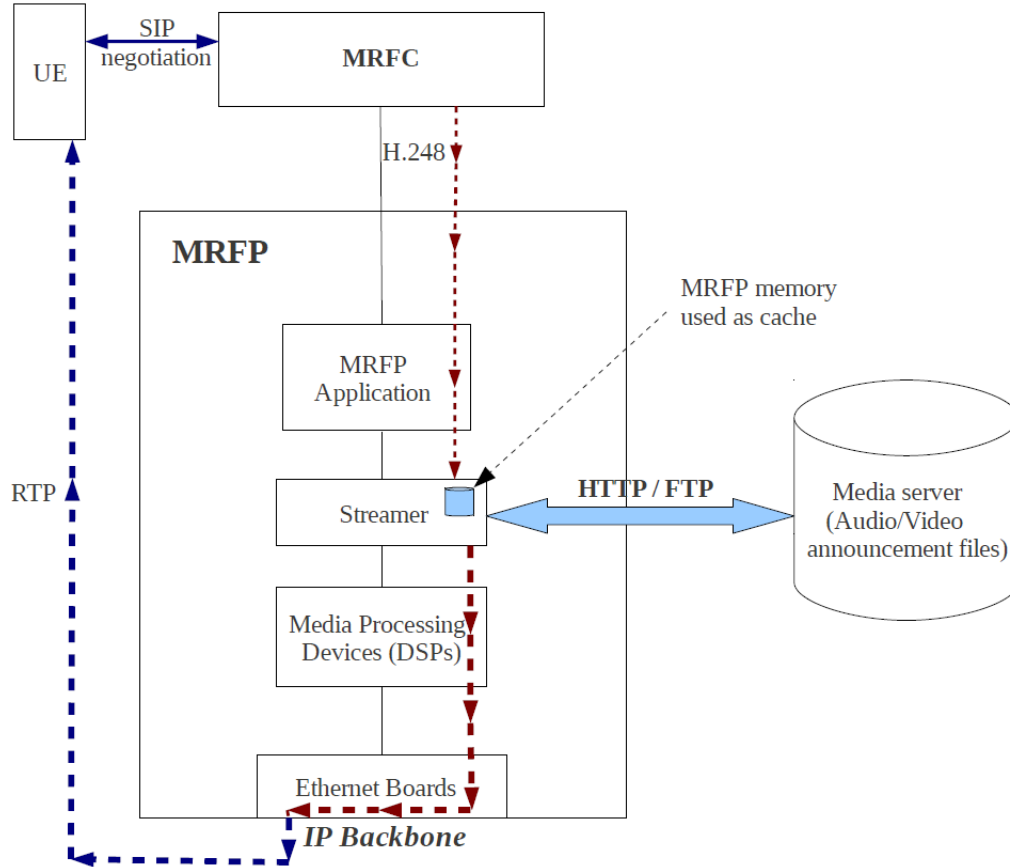 UE
SIP
negotiation
MRFC
H.248
MRFP
MRFP memory
used as cache
MRFP
Application
RTP
Streamer
HTTP / FTP
Media server
(Audio/Video
announcement files)
Media Processing
Devices (DSPs)
Ethernet Boards
IP Backbone